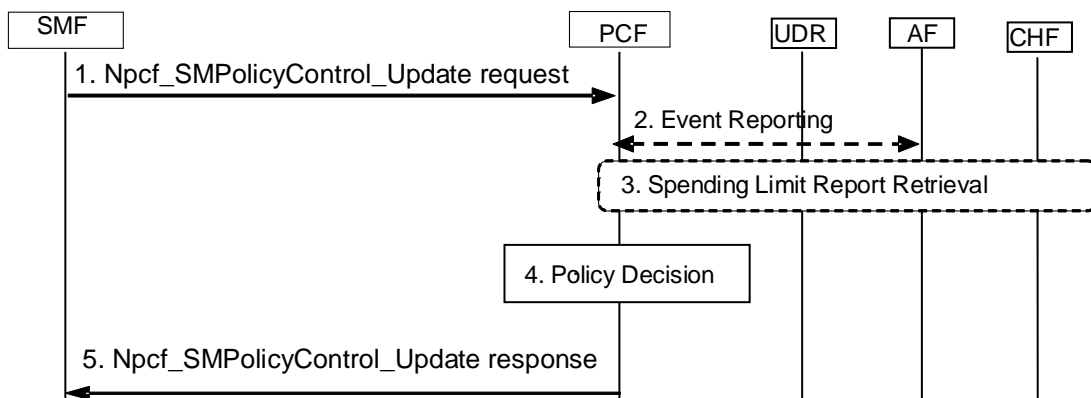 SMF
PCF
UDR
AF
CHF
1. Npcf_SMPolicyControl_Update request
2. Event Reporting
3. Spending Limit Report Retrieval
4. Policy Decision
5. Npcf_SMPolicyControl_Update response